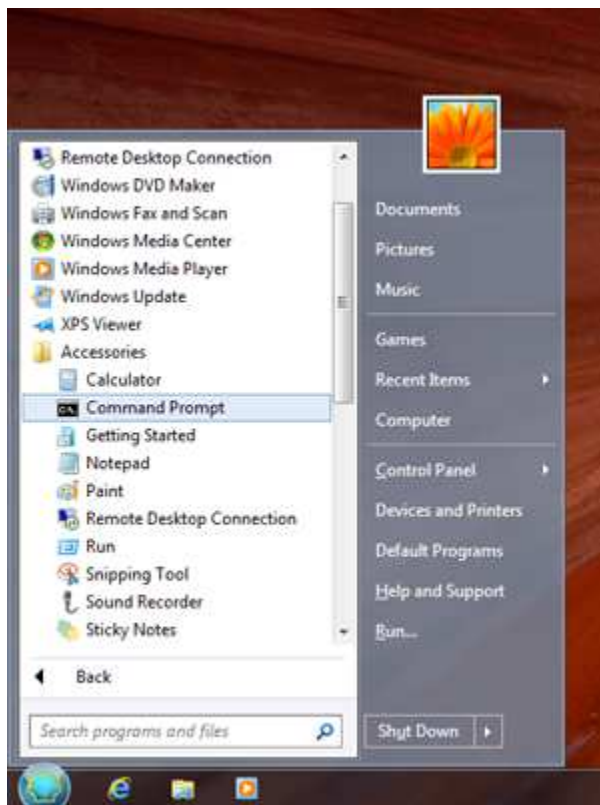 Remote Desktop Connection
Windows DVD Maker
Windows Fax and Scan
Windows Media Center
Windows Media Player
Windows Update
XPS Viewer
Accessories
Calculator
Command Prompt
Getting Started
Notepad
Paint
Remote Desktop Connection
Run
Snipping Tool
Sound Recorder
Sticky Notes
Back
Search programs and files
Documents
Pictures
Music
Games
Recent Items
Computer
Control Panel
Devices and Printers
Default Programs
Help and Support
Run...
Shut Down